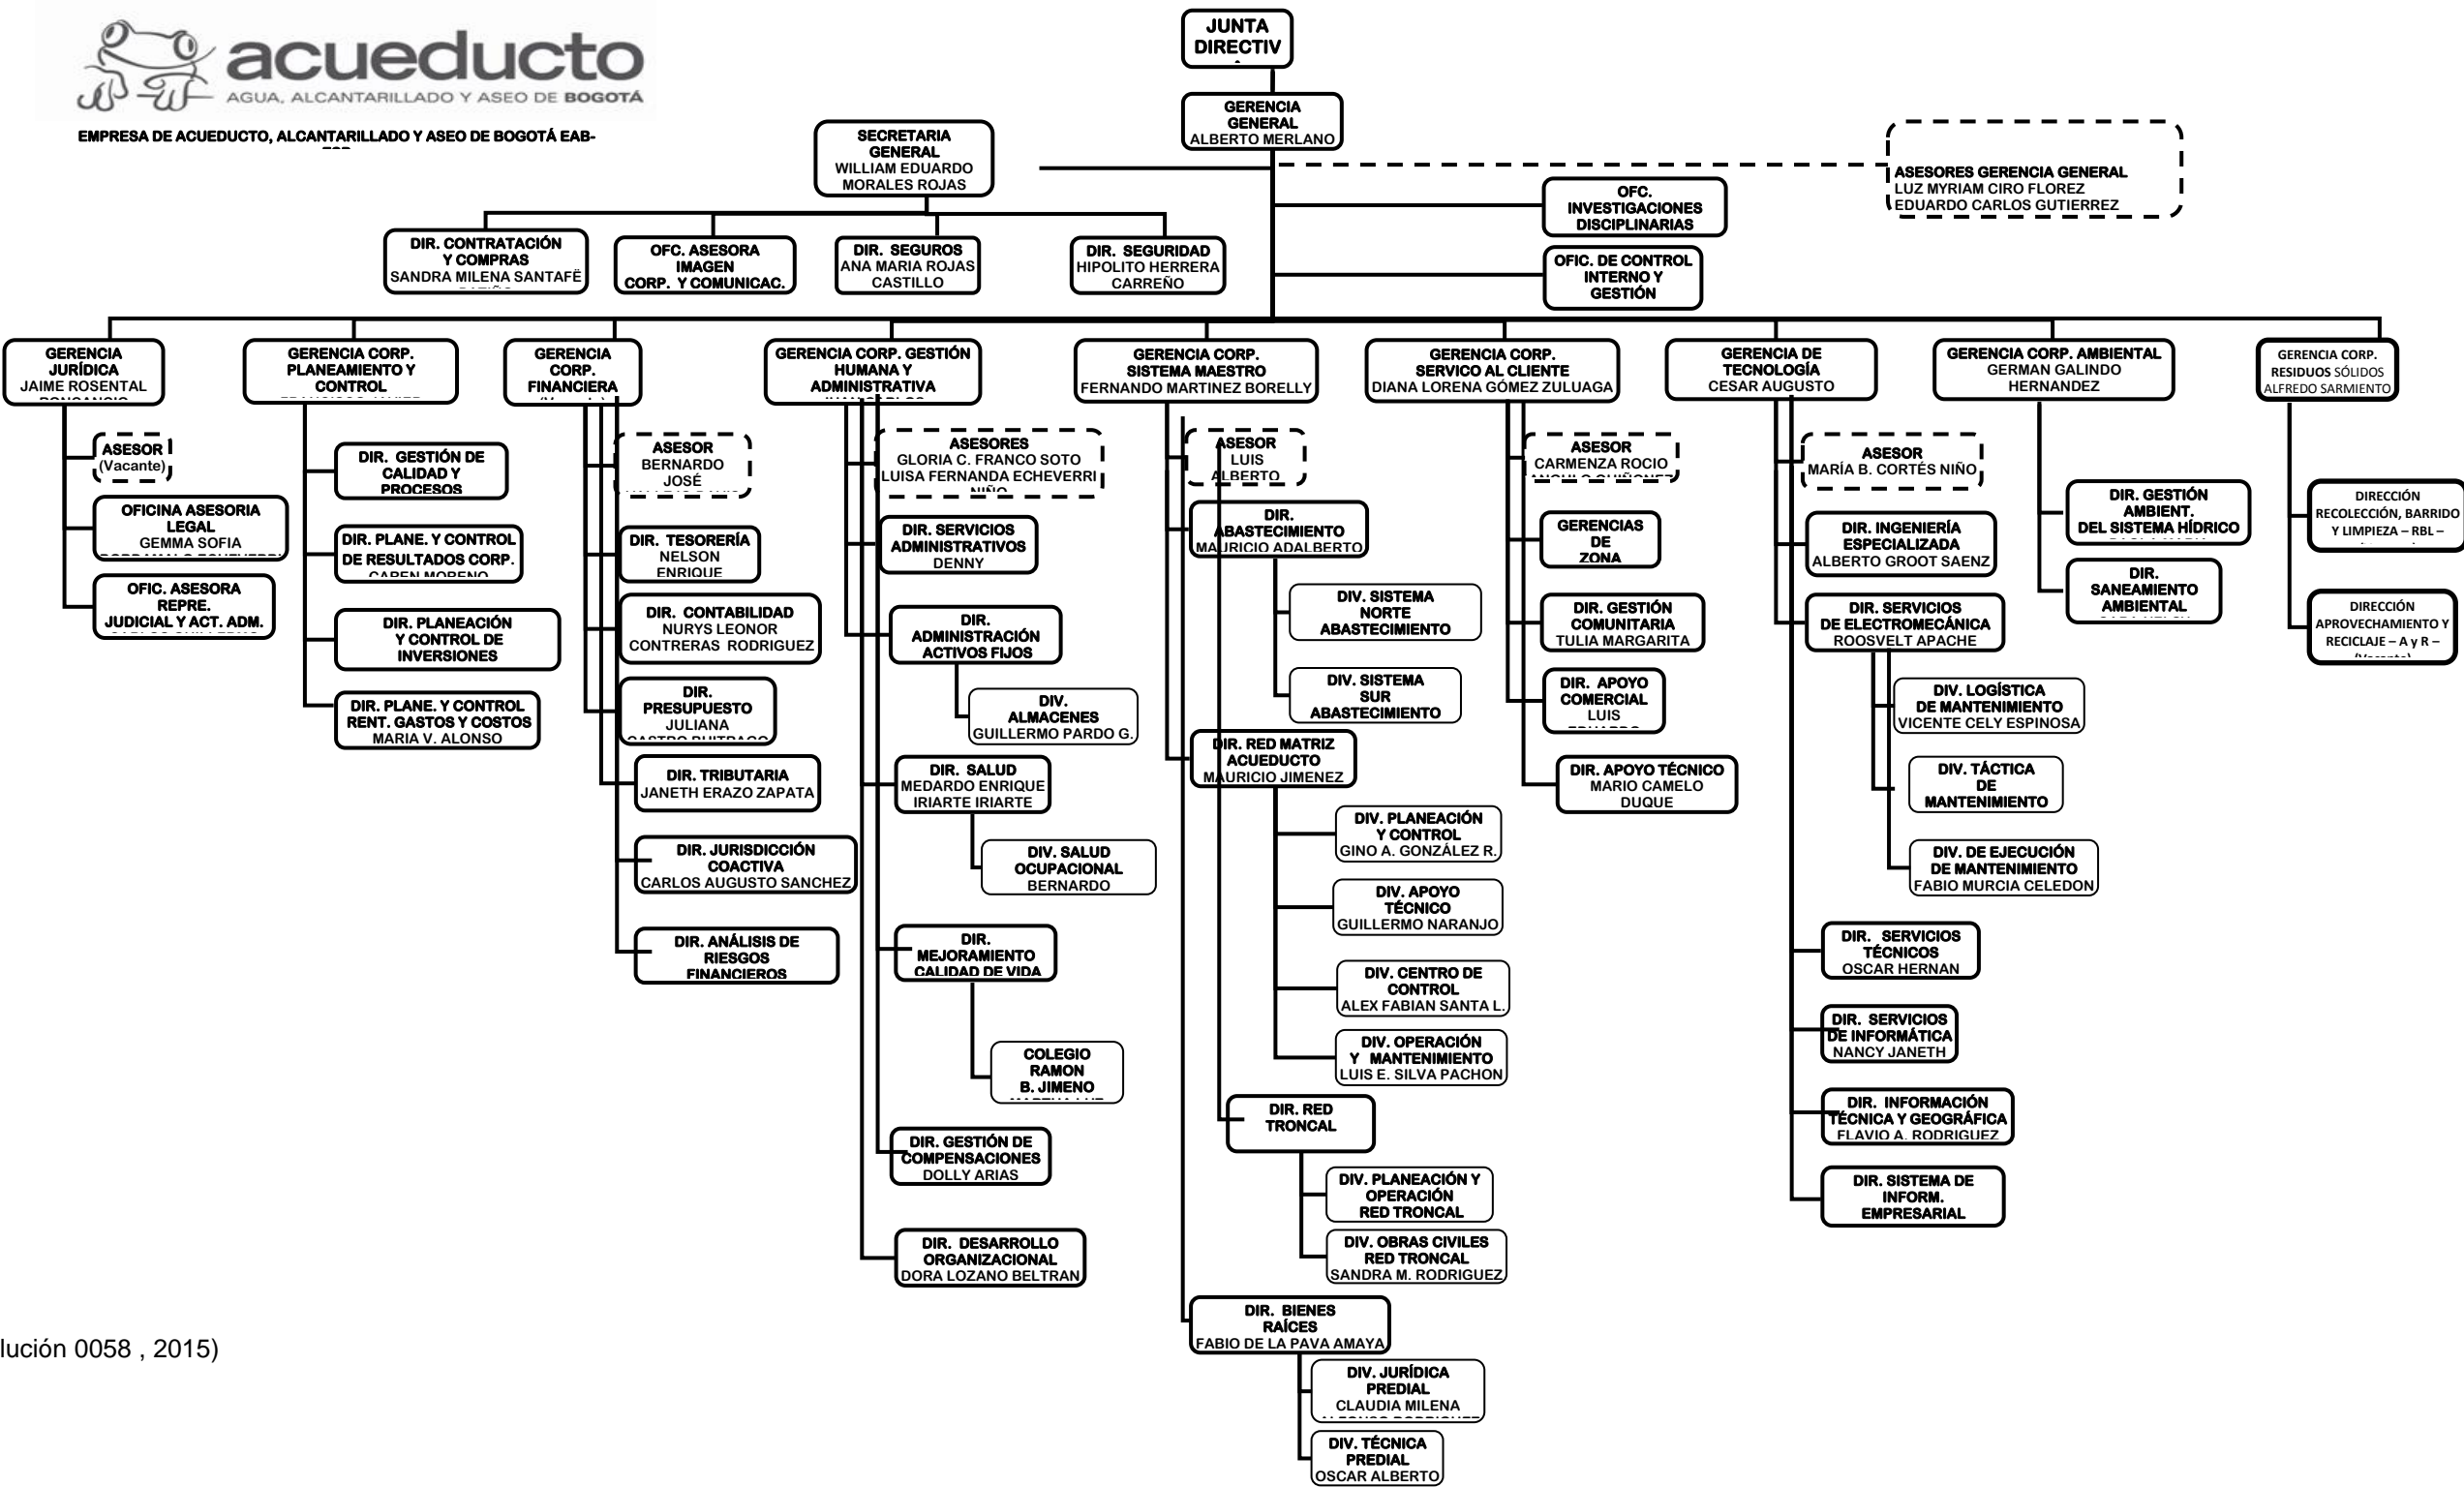 acueducto
AGUA, ALCANTARILLADO Y ASEO DE BOGOTÁ
EMPRESA DE ACUEDUCTO, ALCANTARILLADO Y ASEO DE BOGOTÁ EAB-
JUNTA
DIRECTIV
GERENCIA
GENERAL
ALBERTO MERLANO
SECRETARIA
GENERAL
WILLIAM EDUARDO
MORALES ROJAS
ASESORES GERENCIA GENERAL
LUZ MYRIAM CIRO FLOREZ
EDUARDO CARLOS GUTIERREZ
OFC.
INVESTIGACIONES
DISCIPLINARIAS
OFIC. DE CONTROL
INTERNO Y
GESTIÓN
DIR. CONTRATACIÓN
Y COMPRAS
SANDRA MILENA SANTAFË
OFC. ASESORA
IMAGEN
CORP. Y COMUNICAC.
DIR. SEGUROS
ANA MARIA ROJAS
CASTILLO
DIR. SEGURIDAD
HIPOLITO HERRERA
CARREÑO
GERENCIA
JURÍDICA
JAIME ROSENTAL
ASESOR
(Vacante)
OFICINA ASESORIA
LEGAL
GEMMA SOFIA
OFIC. ASESORA
REPRE.
JUDICIAL Y ACT. ADM.
GERENCIA CORP.
PLANEAMIENTO Y
CONTROL
DIR. GESTIÓN DE
CALIDAD Y
PROCESOS
DIR. PLANE. Y CONTROL
DE RESULTADOS CORP.
CAREN MORENO
DIR. PLANEACIÓN
Y CONTROL DE
INVERSIONES
DIR. PLANE. Y CONTROL
RENT. GASTOS Y COSTOS
MARIA V. ALONSO
GERENCIA
CORP.
FINANCIERA
ASESOR
BERNARDO
JOSÉ
DIR. TESORERÍA
NELSON
ENRIQUE
DIR. CONTABILIDAD
NURYS LEONOR
CONTRERAS RODRIGUEZ
DIR.
PRESUPUESTO
JULIANA
DIR. TRIBUTARIA
JANETH ERAZO ZAPATA
DIR. JURISDICCIÓN
COACTIVA
CARLOS AUGUSTO SANCHEZ
DIR. ANÁLISIS DE
RIESGOS
FINANCIEROS
GERENCIA CORP. GESTIÓN
HUMANA Y
ADMINISTRATIVA
ASESORES
GLORIA C. FRANCO SOTO
LUISA FERNANDA ECHEVERRI
NIÑO
DIR. SERVICIOS
ADMINISTRATIVOS
DENNY
DIR.
ADMINISTRACIÓN
ACTIVOS FIJOS
DIV.
ALMACENES
GUILLERMO PARDO G.
DIR. SALUD
MEDARDO ENRIQUE
IRIARTE IRIARTE
DIV. SALUD
OCUPACIONAL
BERNARDO
DIR.
MEJORAMIENTO
CALIDAD DE VIDA
COLEGIO
RAMON
B. JIMENO
DIR. GESTIÓN DE
COMPENSACIONES
DOLLY ARIAS
DIR. DESARROLLO
ORGANIZACIONAL
DORA LOZANO BELTRAN
GERENCIA CORP.
SISTEMA MAESTRO
FERNANDO MARTINEZ BORELLY
ASESOR
LUIS
ALBERTO
DIR.
ABASTECIMIENTO
MAURICIO ADALBERTO
DIV. SISTEMA
NORTE
ABASTECIMIENTO
DIV. SISTEMA
SUR
ABASTECIMIENTO
DIR. RED MATRIZ
ACUEDUCTO
MAURICIO JIMENEZ
DIV. PLANEACIÓN
Y CONTROL
GINO A. GONZÁLEZ R.
DIV. APOYO
TÉCNICO
GUILLERMO NARANJO
DIV. CENTRO DE
CONTROL
ALEX FABIAN SANTA L.
DIV. OPERACIÓN
Y MANTENIMIENTO
LUIS E. SILVA PACHON
DIR. RED
TRONCAL
DIV. PLANEACIÓN Y
OPERACIÓN
RED TRONCAL
DIV. OBRAS CIVILES
RED TRONCAL
SANDRA M. RODRIGUEZ
DIR. BIENES
RAÍCES
FABIO DE LA PAVA AMAYA
DIV. JURÍDICA
PREDIAL
CLAUDIA MILENA
DIV. TÉCNICA
PREDIAL
OSCAR ALBERTO
GERENCIA CORP.
SERVICO AL CLIENTE
DIANA LORENA GÓMEZ ZULUAGA
ASESOR
CARMENZA ROCIO
GERENCIAS
DE
ZONA
DIR. GESTIÓN
COMUNITARIA
TULIA MARGARITA
DIR. APOYO
COMERCIAL
LUIS
DIR. APOYO TÉCNICO
MARIO CAMELO
DUQUE
GERENCIA DE
TECNOLOGÍA
CESAR AUGUSTO
ASESOR
MARÍA B. CORTÉS NIÑO
DIR. INGENIERÍA
ESPECIALIZADA
ALBERTO GROOT SAENZ
DIR. SERVICIOS
DE ELECTROMECÁNICA
ROOSVELT APACHE
DIV. LOGÍSTICA
DE MANTENIMIENTO
VICENTE CELY ESPINOSA
DIV. TÁCTICA
DE
MANTENIMIENTO
DIV. DE EJECUCIÓN
DE MANTENIMIENTO
FABIO MURCIA CELEDON
DIR. SERVICIOS
TÉCNICOS
OSCAR HERNAN
DIR. SERVICIOS
DE INFORMÁTICA
NANCY JANETH
DIR. INFORMACIÓN
TÉCNICA Y GEOGRÁFICA
FLAVIO A. RODRIGUEZ
DIR. SISTEMA DE
INFORM.
EMPRESARIAL
GERENCIA CORP. AMBIENTAL
GERMAN GALINDO
HERNANDEZ
DIR. GESTIÓN
AMBIENT.
DEL SISTEMA HÍDRICO
DIR.
SANEAMIENTO
AMBIENTAL
GERENCIA CORP.
RESIDUOS SÓLIDOS
ALFREDO SARMIENTO
DIRECCIÓN
RECOLECCIÓN, BARRIDO
Y LIMPIEZA – RBL –
DIRECCIÓN
APROVECHAMIENTO Y
RECICLAJE – A y R –
lución 0058 , 2015)